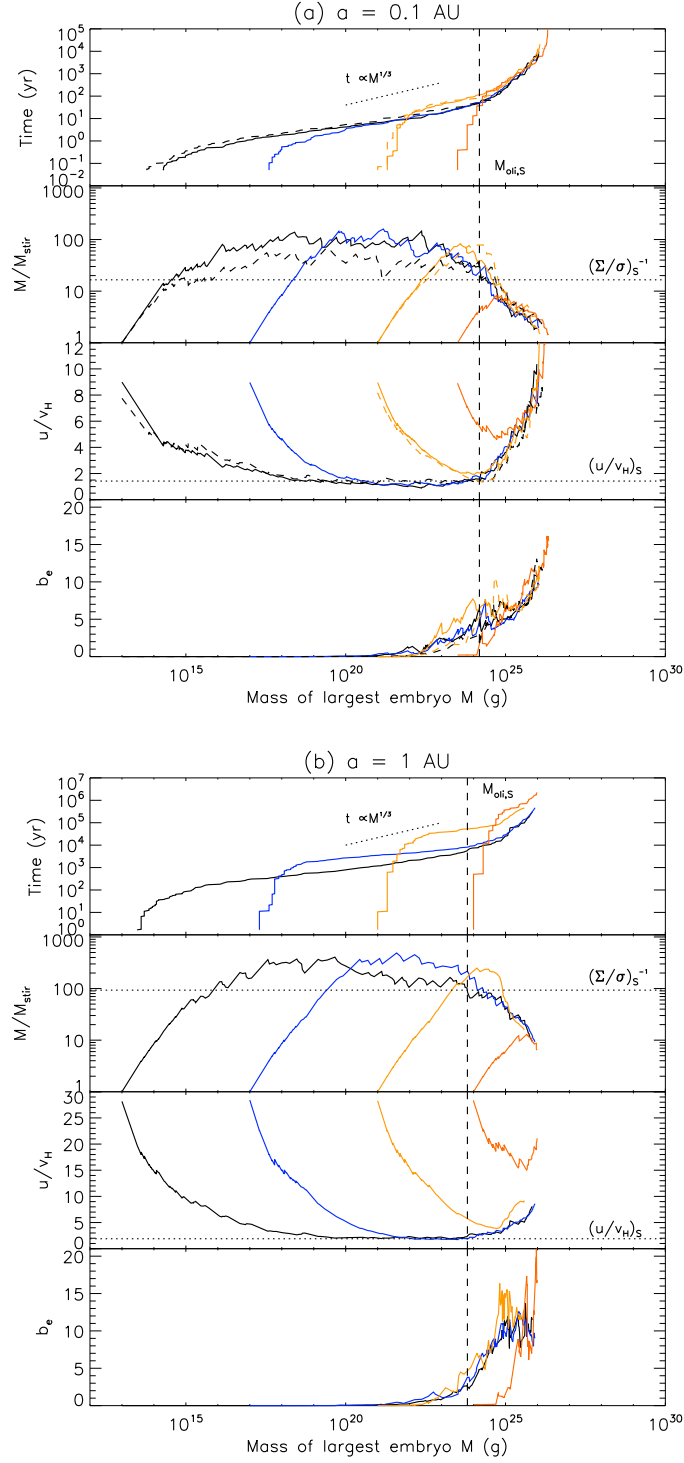 (a) a = 0.1 AU
10^5
10^4
10^3
10^2
10^1
10^0
10^-1
10^-2
Time (yr)
t ∝M^1/3
M_oli,S
1000
100
10
1
M/M_stir
(Σ/σ)_S^-1
12
10
8
6
4
2
0
u/v_H
(u/v_H)_S
20
15
10
5
0
b_e
10^15
10^20
10^25
10^30
Mass of largest embryo M (g)
(b) a = 1 AU
10^7
10^6
10^5
10^4
10^3
10^2
10^1
10^0
Time (yr)
t ∝M^1/3
M_oli,S
1000
100
10
1
M/M_stir
(Σ/σ)_S^-1
30
25
20
15
10
5
0
u/v_H
(u/v_H)_S
20
15
10
5
0
b_e
10^15
10^20
10^25
10^30
Mass of largest embryo M (g)